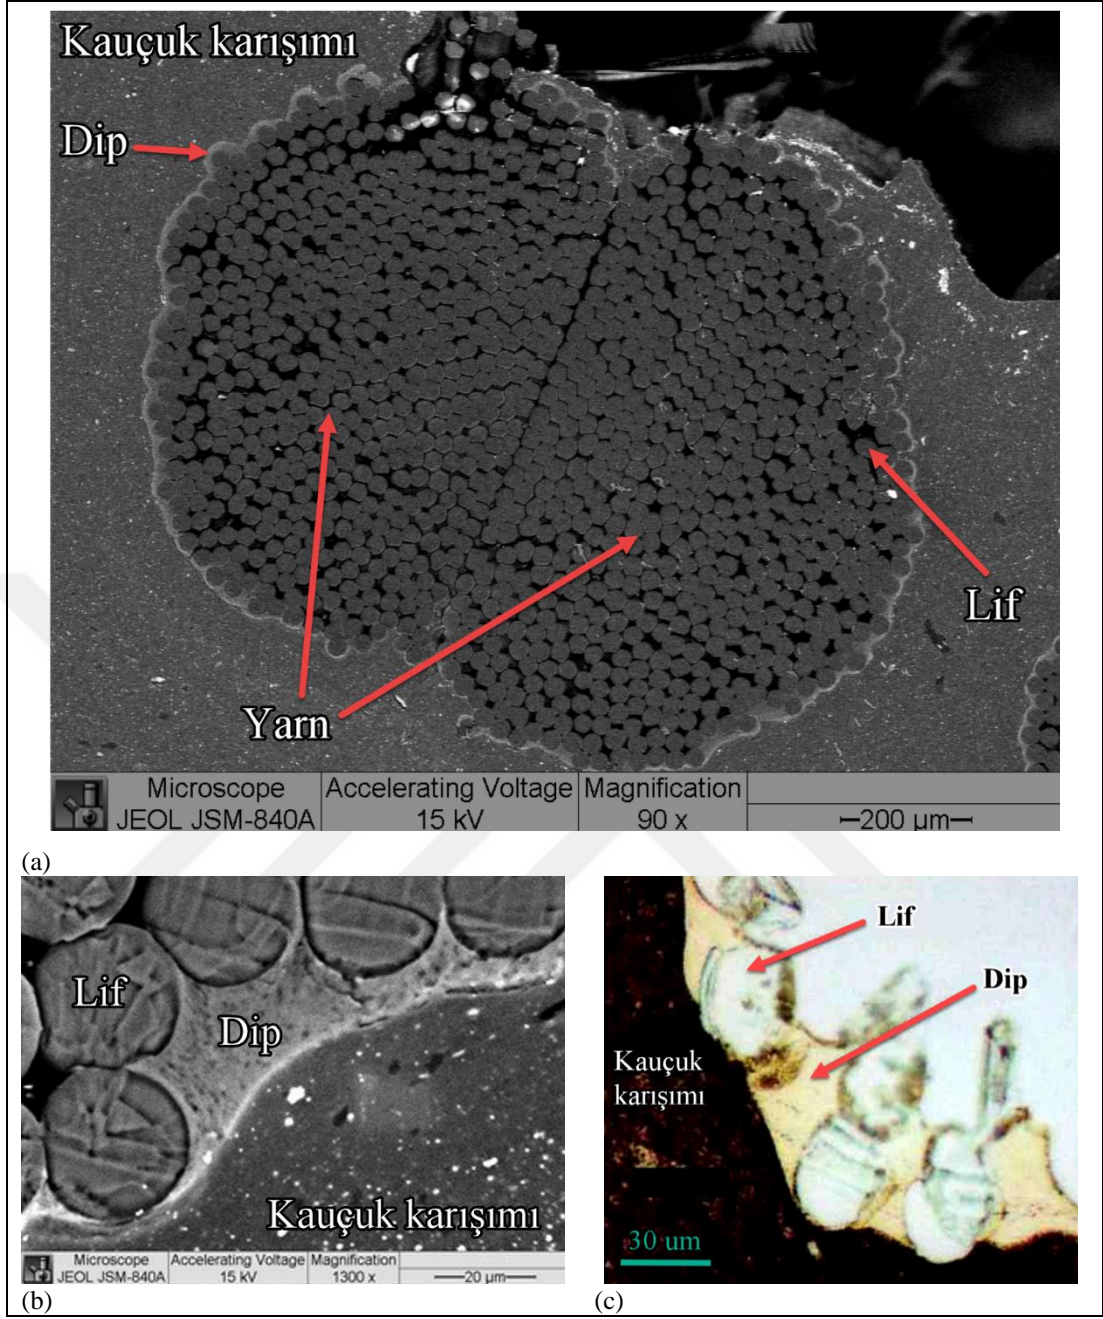 Kauçuk karışımı
Dip
Lif
Yarn
Microscope
JEOL JSM-840A
Accelerating Voltage
15 kV
Magnification
90 x
200 µm
(a)
Lif
Dip
Kauçuk karışımı
Microscope
JEOL JSM-840A
Accelerating Voltage
15 kV
Magnification
1300 x
20 µm
(b)
Lif
Dip
Kauçuk
karışımı
30 um
(c)